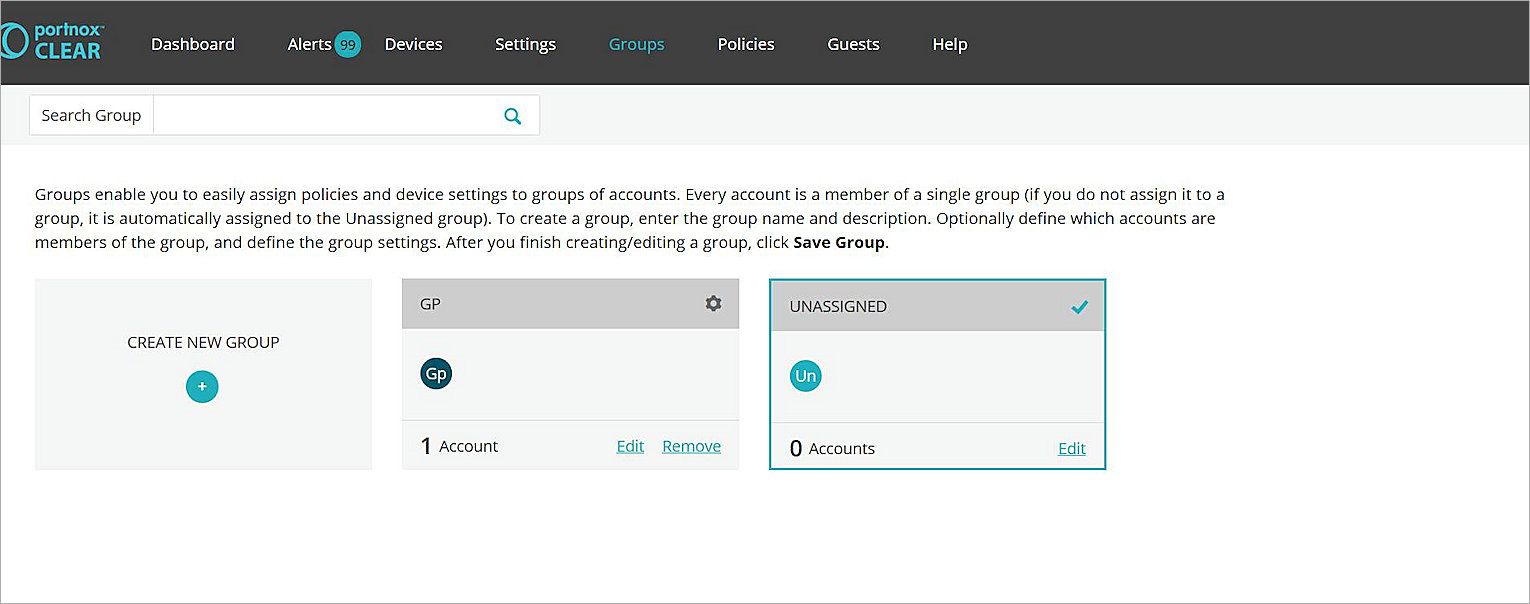 portnox™
CLEAR
Dashboard
Alerts 99
Devices
Settings
Groups
Policies
Guests
Help
Search Group
Groups enable you to easily assign policies and device settings to groups of accounts. Every account is a member of a single group (if you do not assign it to a
group, it is automatically assigned to the Unassigned group). To create a group, enter the group name and description. Optionally define which accounts are
members of the group, and define the group settings. After you finish creating/editing a group, click Save Group.
CREATE NEW GROUP
+
GP
Gp
1 Account
Edit
Remove
UNASSIGNED
Un
0 Accounts
Edit